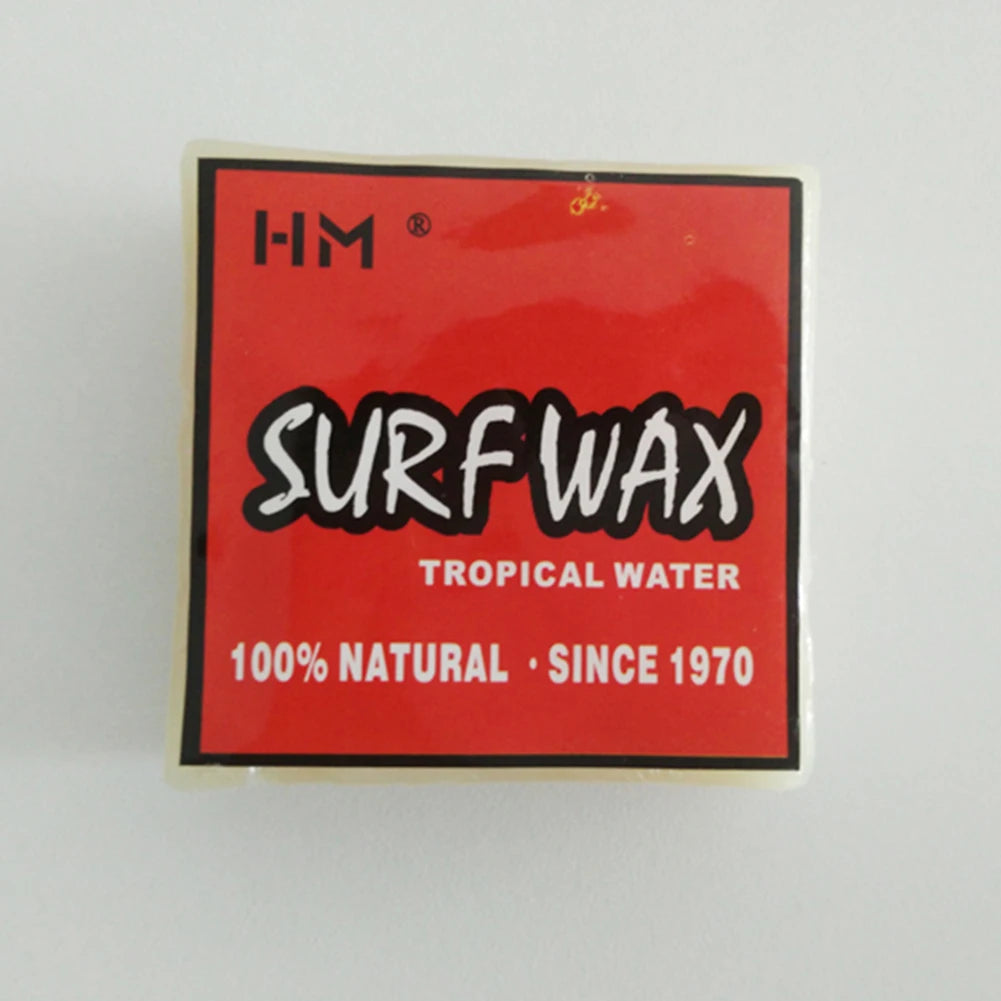 HM ®
SURF WAX
TROPICAL WATER
100% NATURAL · SINCE 1970